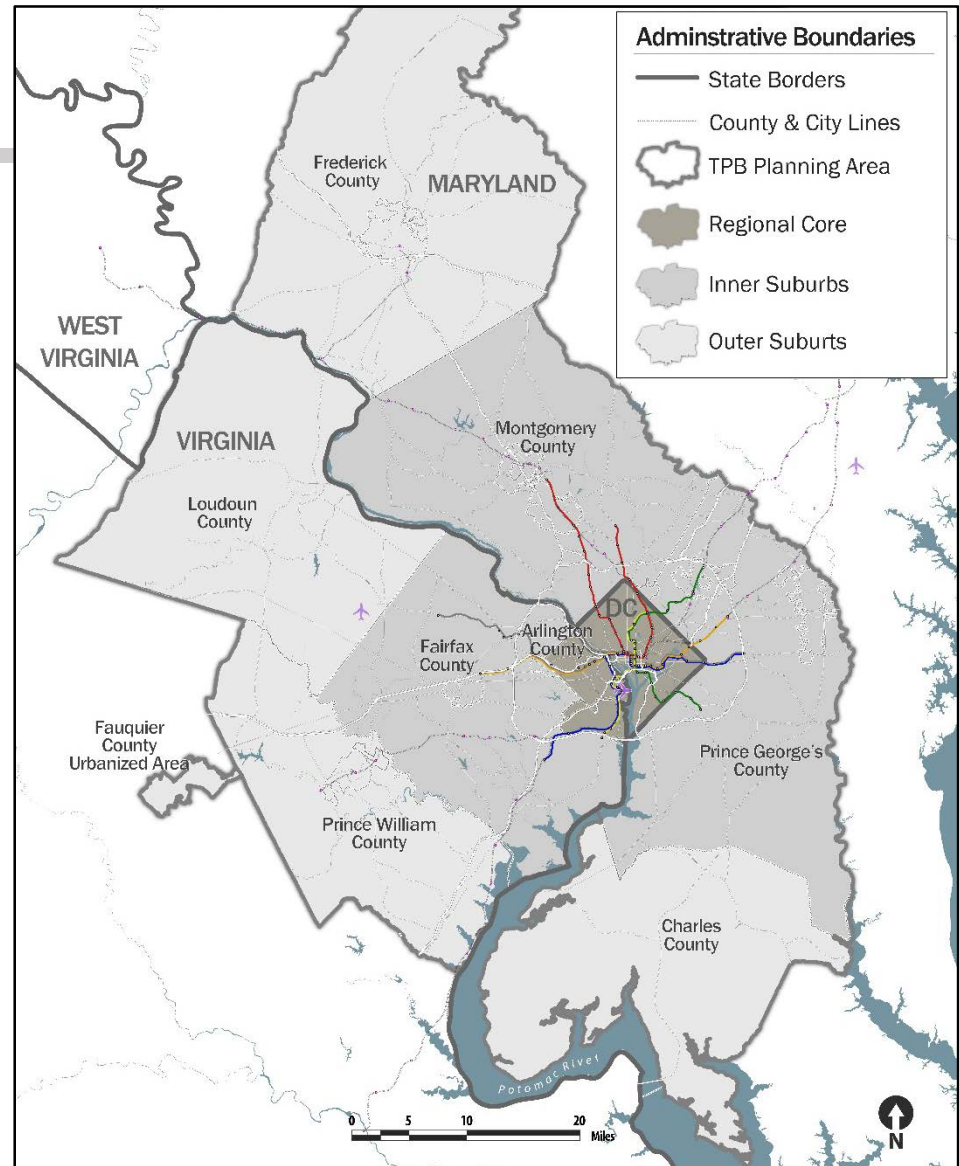 Adminstrative Boundaries
State Borders
County & City Lines
TPB Planning Area
Regional Core
Inner Suburbs
Outer Suburts
Frederick
County
MARYLAND
WEST
VIRGINIA
VIRGINIA
Montgomery
County
Loudoun
County
DC
Arlington
County
Fairfax
County
Fauquier
County
Urbanized Area
Prince George's
County
Prince William
County
Charles
County
Potomac River
0 5 10 20
Miles
N